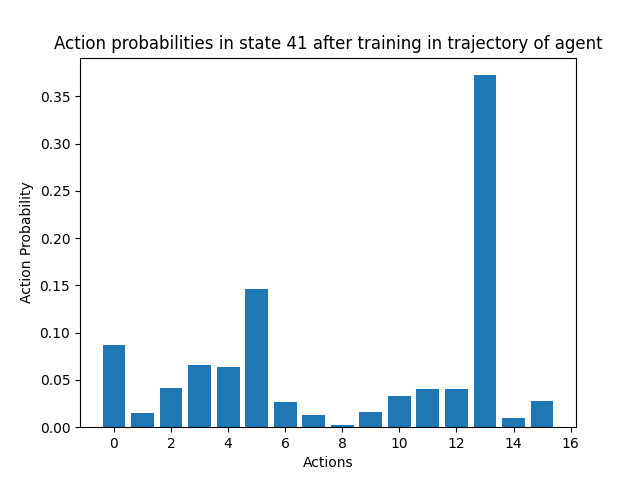 Action probabilities in state 41 after training in trajectory of agent
0.35
0.30
0.25
0.20
0.15
0.10
0.05
0.00
Action Probability
0 2 4 6 8 10 12 14 16
Actions